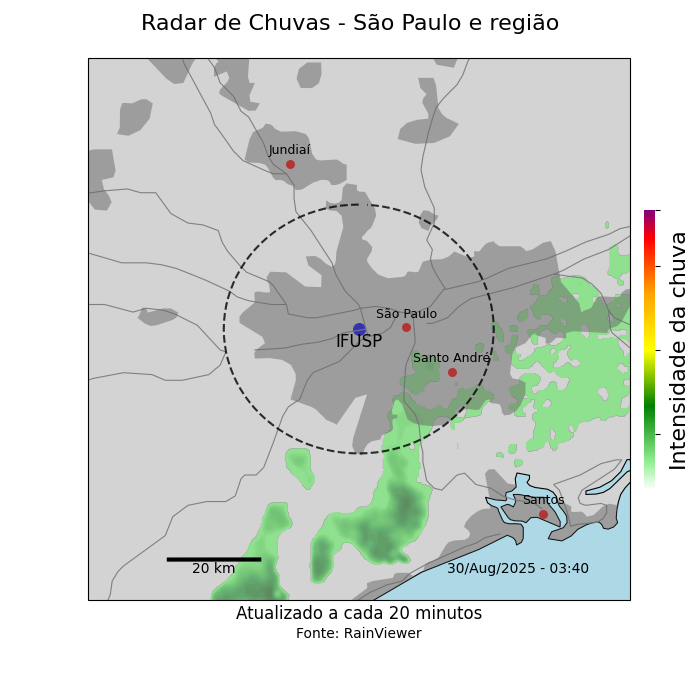 Radar de Chuvas - São Paulo e região
Jundiaí
São Paulo
IFUSP
Santo André
Santos
20 km
30/Aug/2025 - 03:40
Intensidade da chuva
Atualizado a cada 20 minutos
Fonte: RainViewer